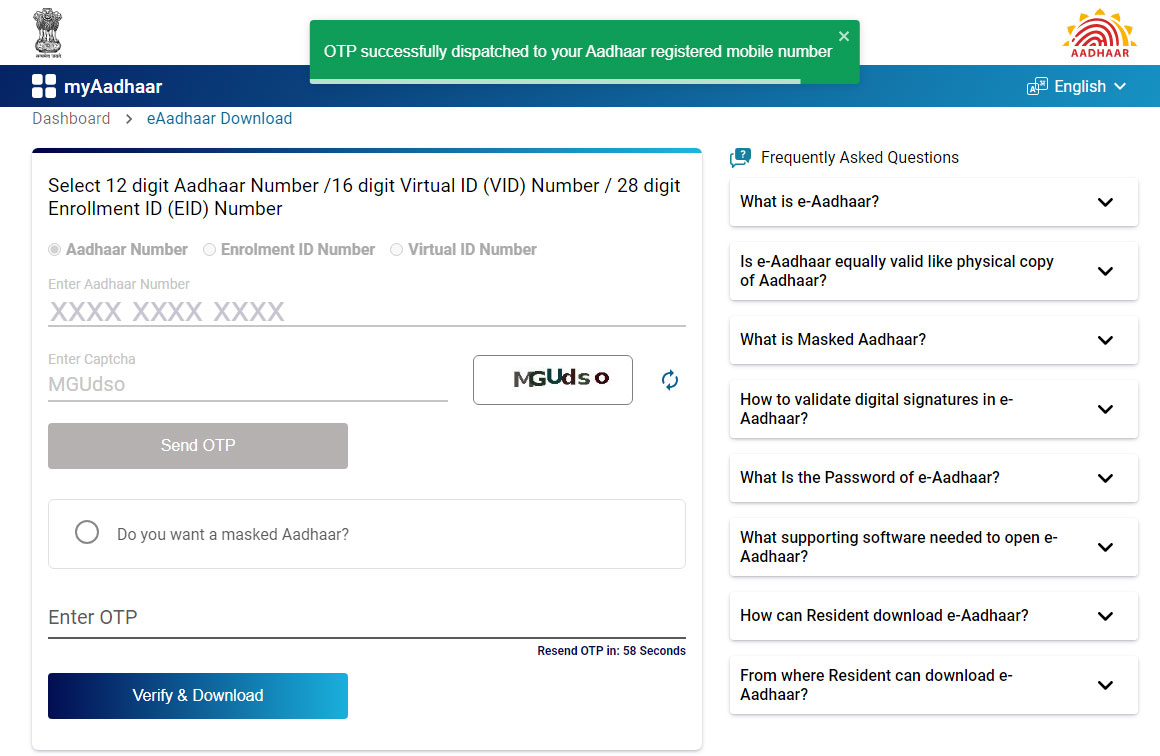 OTP successfully dispatched to your Aadhaar registered mobile number
AADHAAR
myAadhaar
English
Dashboard > eAadhaar Download
Select 12 digit Aadhaar Number /16 digit Virtual ID (VID) Number / 28 digit
Enrollment ID (EID) Number
Aadhaar Number Enrolment ID Number Virtual ID Number
Enter Aadhaar Number
XXXX XXXX XXXX
Enter Captcha
MGUdso
MGUdso
Send OTP
Do you want a masked Aadhaar?
Enter OTP
Resend OTP in: 58 Seconds
Verify & Download
Frequently Asked Questions
What is e-Aadhaar?
Is e-Aadhaar equally valid like physical copy
of Aadhaar?
What is Masked Aadhaar?
How to validate digital signatures in e-
Aadhaar?
What Is the Password of e-Aadhaar?
What supporting software needed to open e-
Aadhaar?
How can Resident download e-Aadhaar?
From where Resident can download e-
Aadhaar?